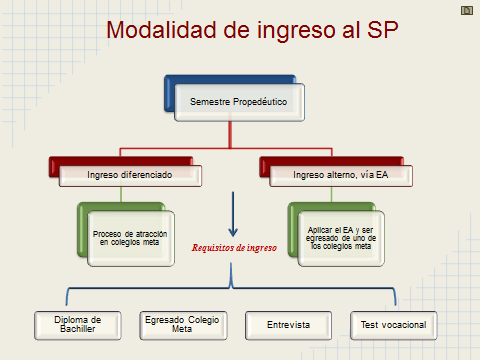 Modalidad de ingreso al SP
Semestre Propedéutico
Ingreso diferenciado
Ingreso alterno, vía EA
Proceso de atracción
en colegios meta
Aplicar el EA y ser
egresado de uno de
los colegios meta
Requisitos de ingreso
Diploma de
Bachiller
Egresado Colegio
Meta
Entrevista
Test vocacional